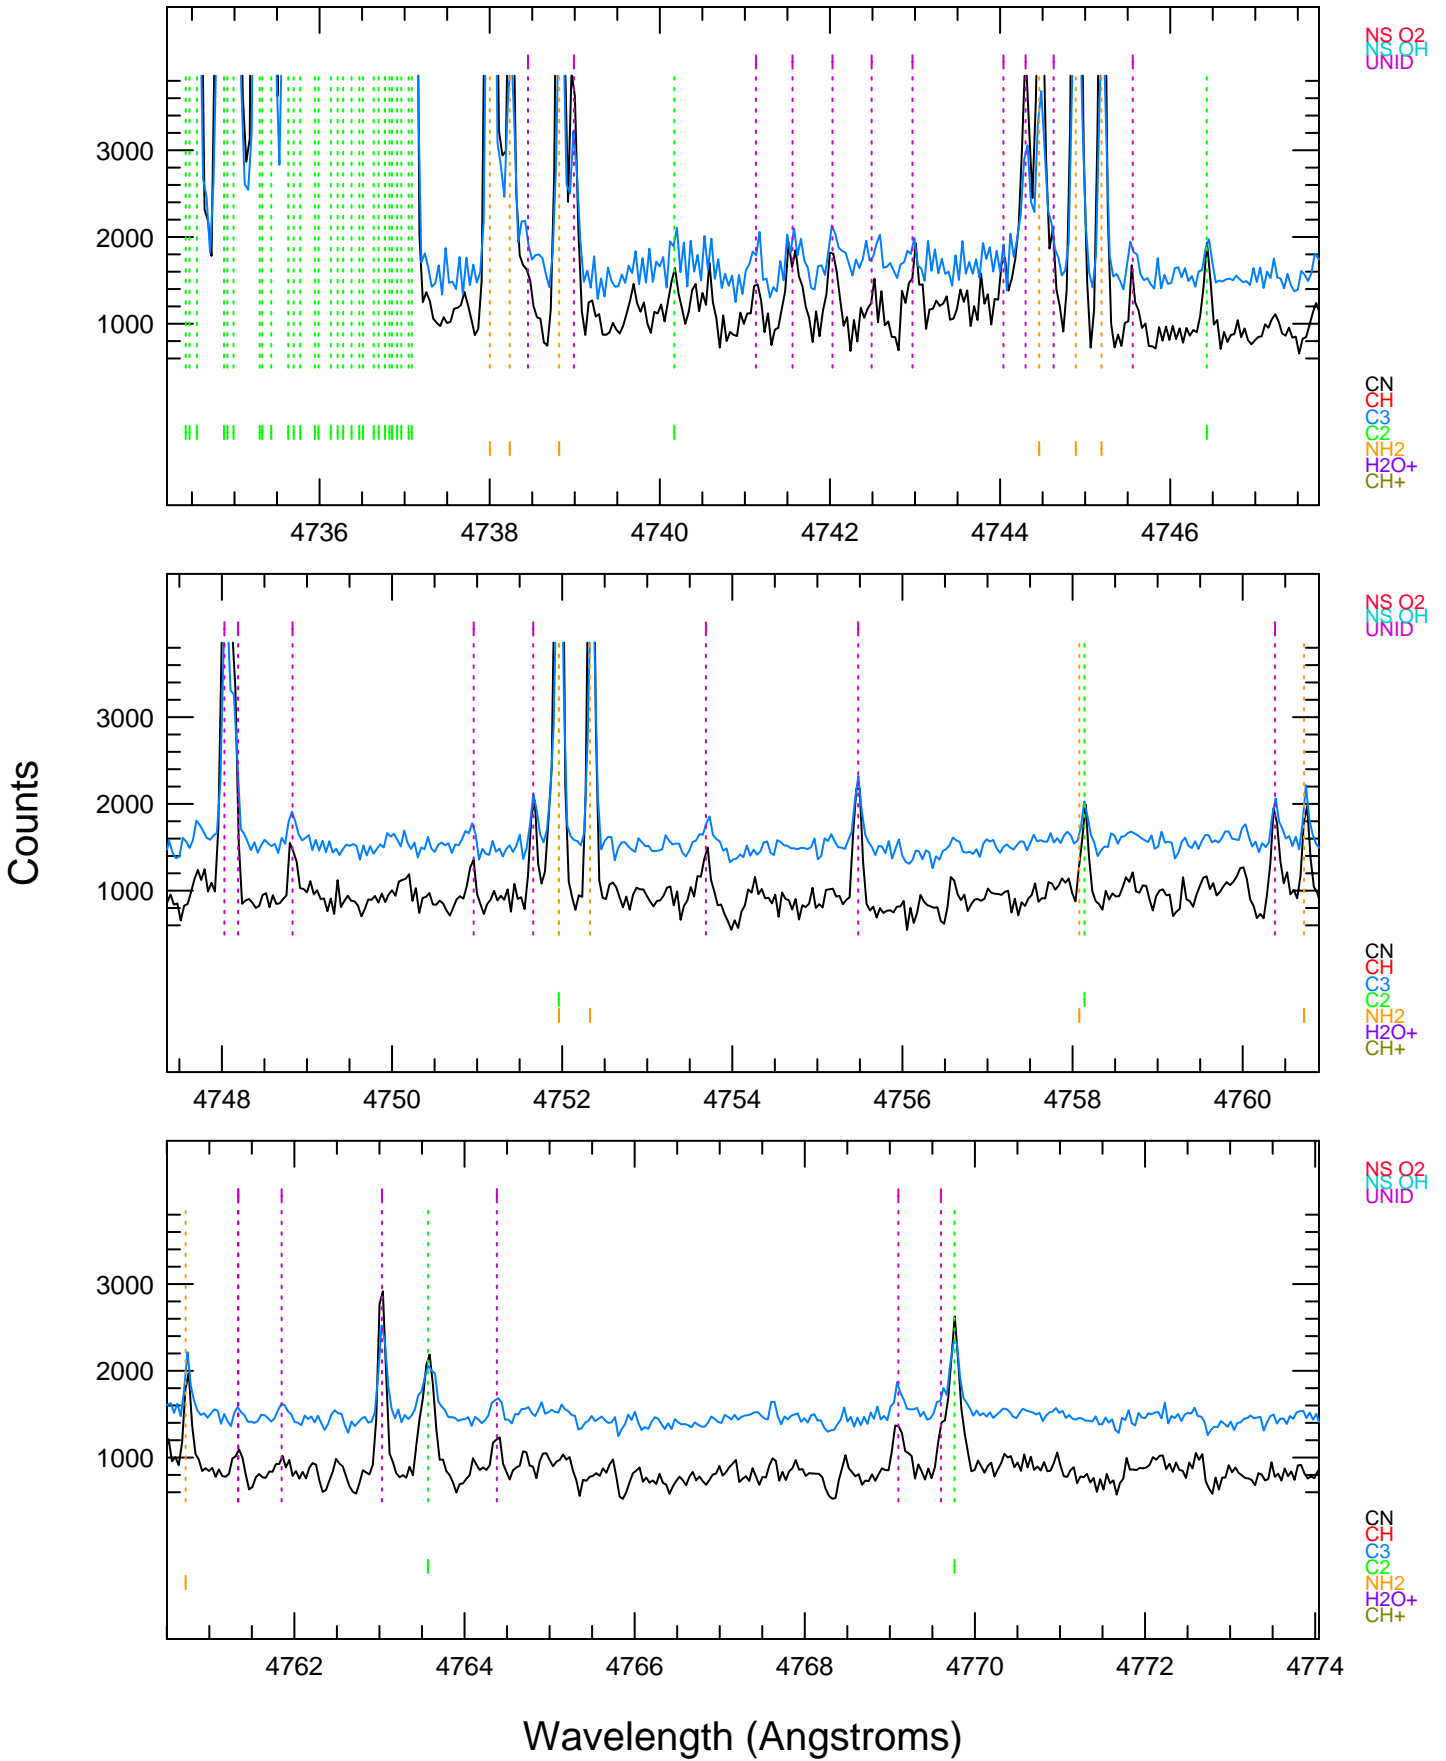 NS O2
NS OH
UNID
3000
2000
1000
CN
CH
C3
C2
NH2
H2O+
CH+
4736 4738 4740 4742 4744 4746
NS O2
NS OH
UNID
3000
2000
1000
Counts
CN
CH
C3
C2
NH2
H2O+
CH+
4748 4750 4752 4754 4756 4758 4760
NS O2
NS OH
UNID
3000
2000
1000
CN
CH
C3
C2
NH2
H2O+
CH+
4762 4764 4766 4768 4770 4772 4774
Wavelength (Angstroms)